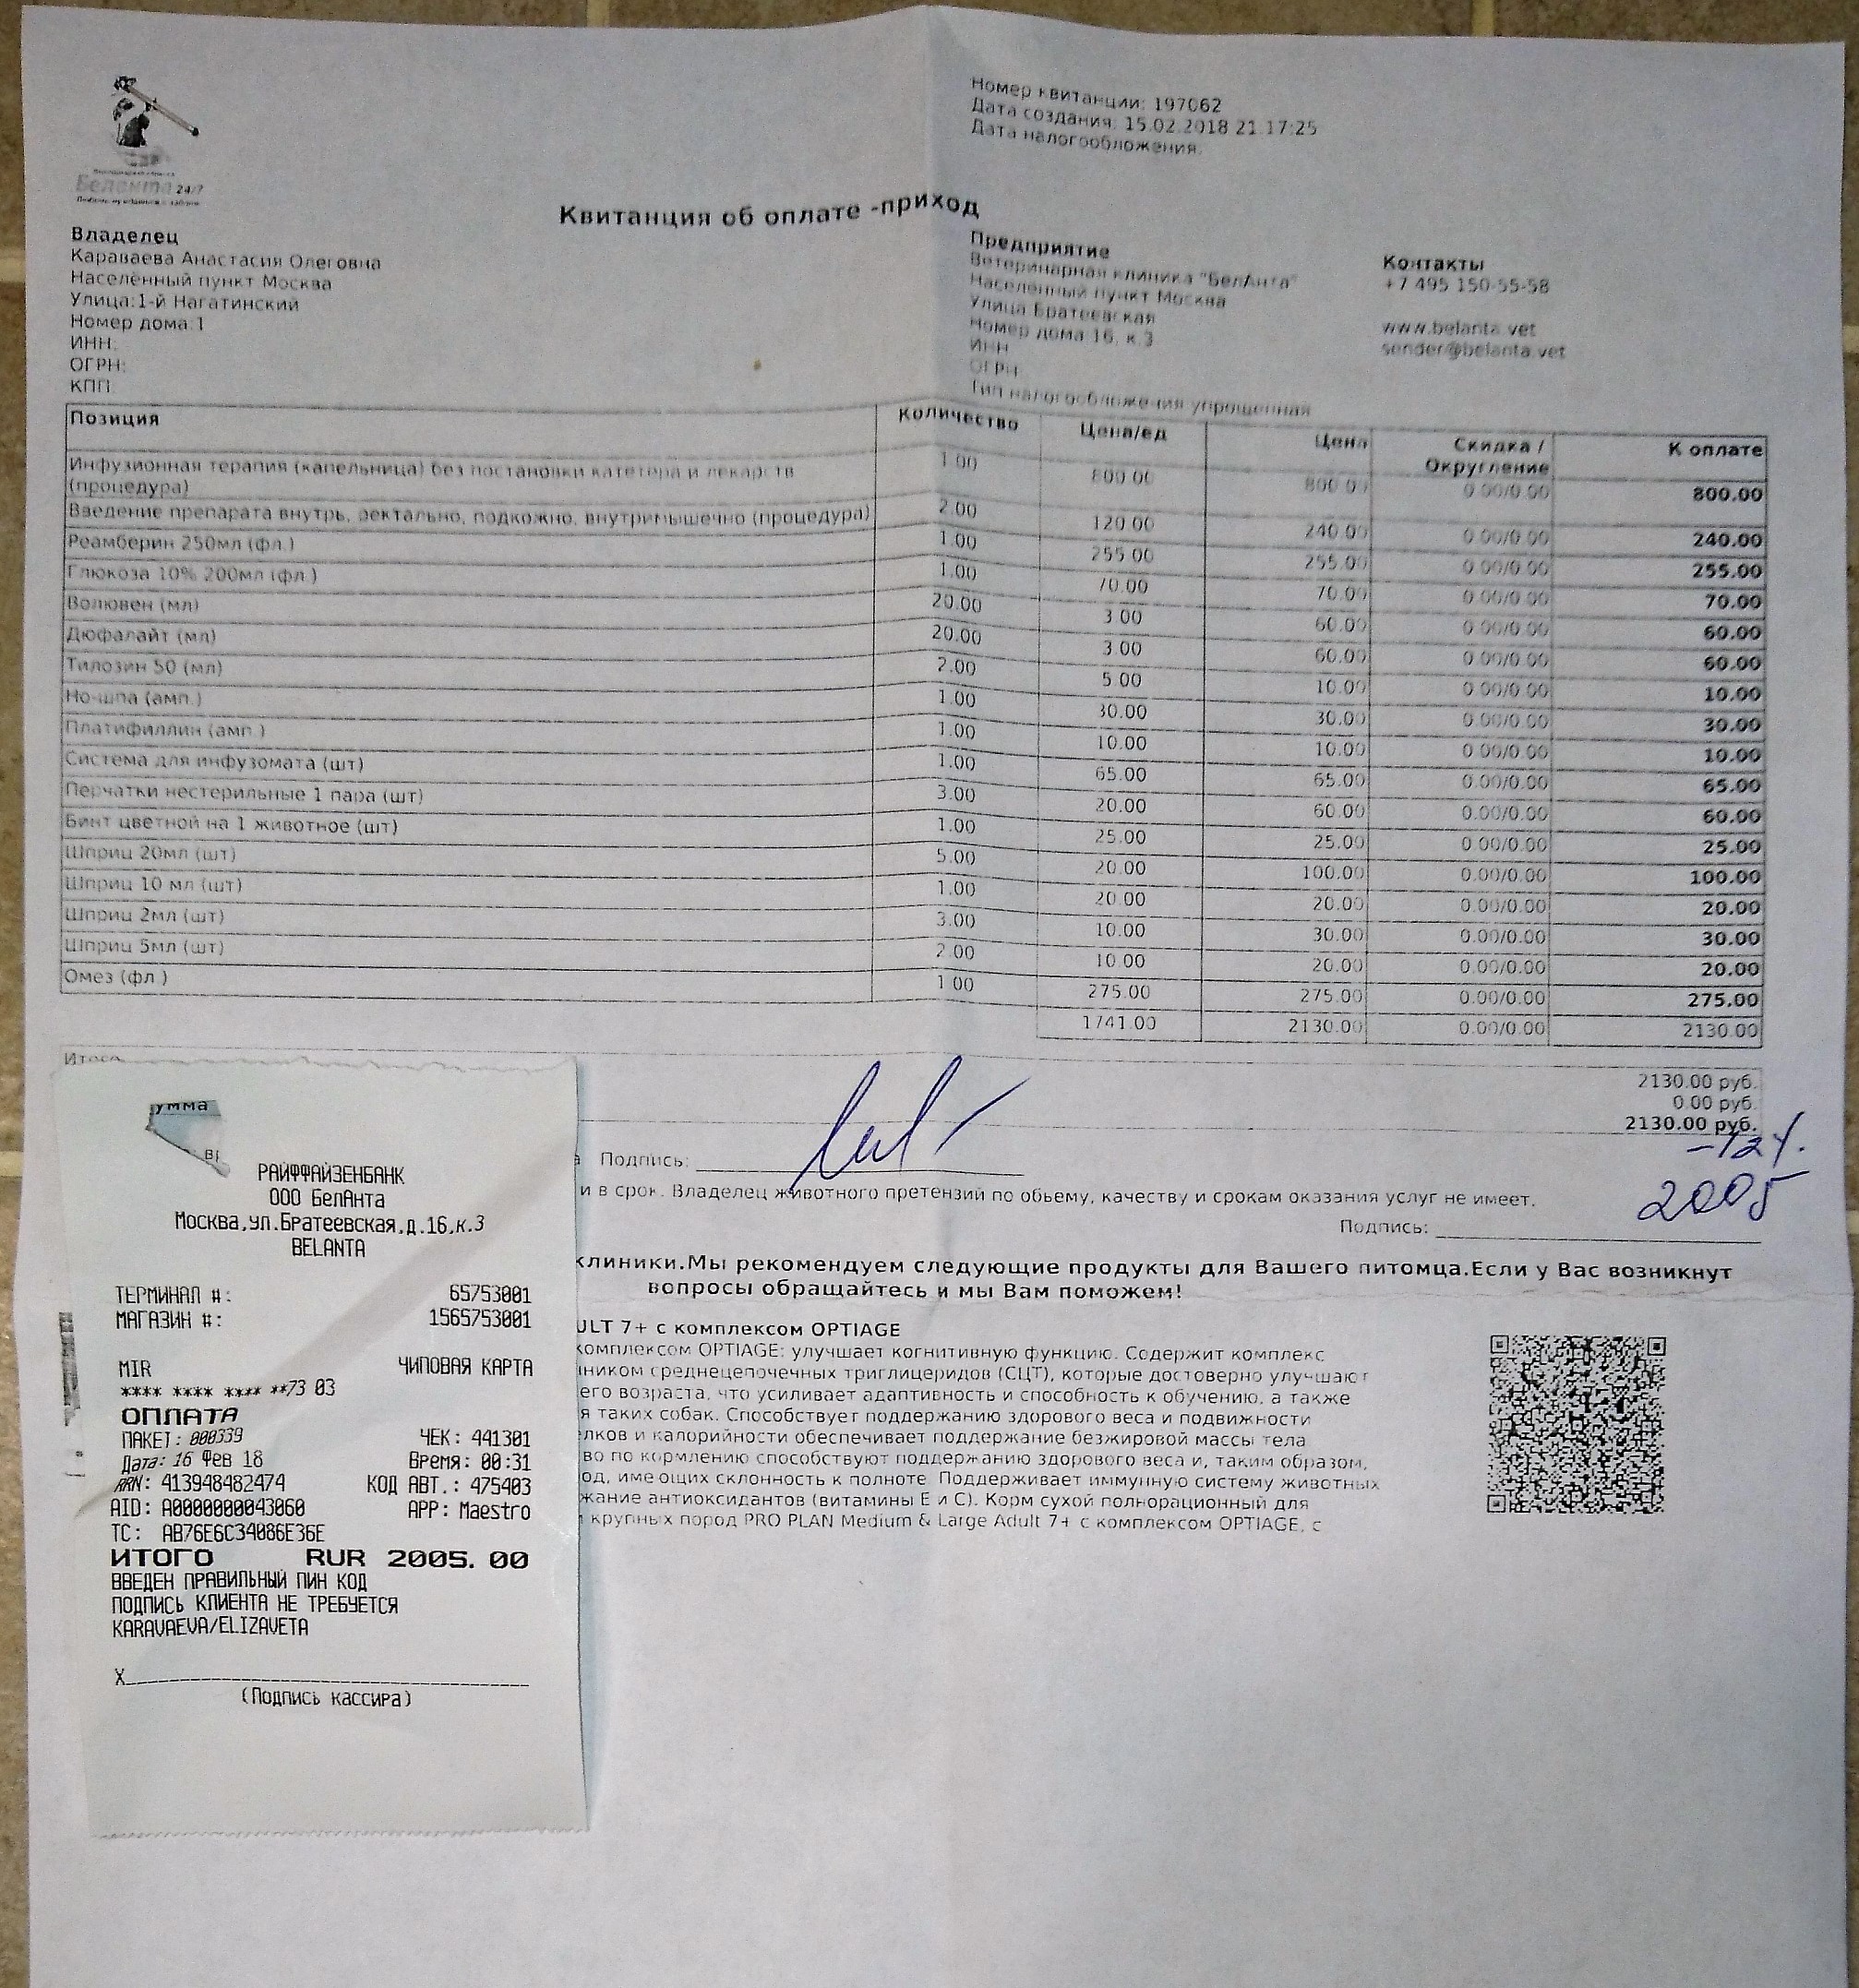 Беланта 24/7
Номер квитанции: 197062
Дата создания: 15.02.2018 21:17:25
Дата налогообложения:
Квитанция об оплате -приход
Владелец
Караваева Анастасия Олеговна
Населённый пункт Москва
Улица:1-й Нагатинский
Номер дома:1
ИНН:
ОГРН:
КПП:
Предприятие
Ветеринарная клиника "БелАнта"
Населённый пункт Москва
Улица Братеевская
Номер дома 16, к.3
ИНН
ОГРН
Тип налогообложения упрощенная
Контакты
+7 495 150-55-58
www.belanta.vet
sender@belanta.vet
Позиция Количество Цена/ед Цена Скидка / Округление К оплате
Инфузионная терапия (капельница) без постановки катетера и лекарств (процедура) 1.00 800.00 800.00 0.00/0.00 800.00
Введение препарата внутрь, ректально, подкожно, внутримышечно (процедура) 2.00 120.00 240.00 0.00/0.00 240.00
Реамберин 250мл (фл.) 1.00 255.00 255.00 0.00/0.00 255.00
Глюкоза 10% 200мл (фл.) 1.00 70.00 70.00 0.00/0.00 70.00
Волювен (мл) 20.00 3.00 60.00 0.00/0.00 60.00
Дюфалайт (мл) 20.00 3.00 60.00 0.00/0.00 60.00
Тилозин 50 (мл) 2.00 5.00 10.00 0.00/0.00 10.00
Но-шпа (амп.) 1.00 30.00 30.00 0.00/0.00 30.00
Платифиллин (амп.) 1.00 10.00 10.00 0.00/0.00 10.00
Система для инфузомата (шт) 1.00 65.00 65.00 0.00/0.00 65.00
Перчатки нестерильные 1 пара (шт) 3.00 20.00 60.00 0.00/0.00 60.00
Бинт цветной на 1 животное (шт) 1.00 25.00 25.00 0.00/0.00 25.00
Шприц 20мл (шт) 5.00 20.00 100.00 0.00/0.00 100.00
Шприц 10 мл (шт) 1.00 20.00 20.00 0.00/0.00 20.00
Шприц 2мл (шт) 3.00 10.00 30.00 0.00/0.00 30.00
Шприц 5мл (шт) 2.00 10.00 20.00 0.00/0.00 20.00
Омез (фл.) 1.00 275.00 275.00 0.00/0.00 275.00
1741.00 2130.00 0.00/0.00 2130.00
2130.00 руб.
0.00 руб.
2130.00 руб.
2005
Подпись:
и в срок. Владелец животного претензий по обьему, качеству и срокам оказания услуг не имеет.
Подпись:
клиники.Мы рекомендуем следующие продукты для Вашего питомца.Если у Вас возникнут
вопросы обращайтесь и мы Вам поможем!
ULT 7+ с комплексом OPTIAGE
комплексом OPTIAGE: улучшает когнитивную функцию. Содержит комплекс
ником среднецепочечных триглицеридов (СЦТ), которые достоверно улучшают
его возраста, что усиливает адаптивность и способность к обучению, а также
я таких собак. Способствует поддержанию здорового веса и подвижности
лков и калорийности обеспечивает поддержание безжировой массы тела
во по кормлению способствуют поддержанию здорового веса и, таким образом,
од, имеющих склонность к полноте. Поддерживает иммунную систему животных
жание антиоксидантов (витамины Е и С). Корм сухой полнорационный для
крупных пород PRO PLAN Medium & Large Adult 7+ с комплексом OPTIAGE, с
умма
РАЙФФАЙЗЕНБАНК
ООО БелАнта
Москва,ул.Братеевская,д.16,к.3
BELANTA
ТЕРМИНАЛ #: 65753001
МАГАЗИН #: 1565753001
MIR ЧИПОВАЯ КАРТА
**** **** **** **73 03
ОПЛАТА
ПАКЕТ: 000339 ЧЕК: 441301
Дата: 16 Фев 18 Время: 00:31
RRN: 413948482474 КОД АВТ.: 475403
AID: A0000000043060 APP: Maestro
TC: AB76E6C34086E36E
ИТОГО RUR 2005.00
ВВЕДЕН ПРАВИЛЬНЫЙ ПИН КОД
ПОДПИСЬ КЛИЕНТА НЕ ТРЕБУЕТСЯ
KARAVAEVA/ELIZAVETA
X
(Подпись кассира)